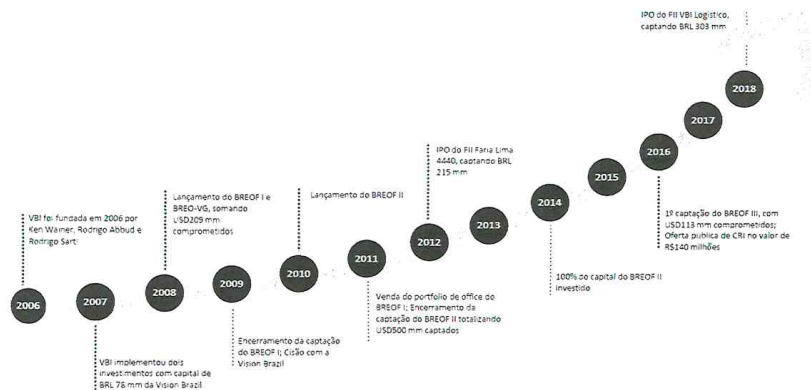 IPO do FII VBI Logístico,
captando BRL 303 mm
2018
2017
2016
2015
2014
2013
2012
2011
2010
2009
2008
2007
2006
IPO do FII Faria Lima
4440, captando BRL
215 mm
Lançamento do BREOF I e
BREO-VG, somando
USD209 mm
comprometidos
Lançamento do BREOF II
VBI foi fundada em 2006 por
Ken Wainer, Rodrigo Abbud e
Rodrigo Sarti
1ª captação do BREOF III, com
USD113 mm comprometidos;
Oferta publica de CRI no valor de
R$140 milhões
100% do capital do BREOF II
investido
Venda do portfolio de office do
BREOF I; Encerramento da
captação do BREOF II totalizando
USD500 mm captados
Encerramento da captação
do BREOF I; Cisão com a
Vision Brazil
VBI implementou dois
investimentos com capital de
BRL 78 mm da Vision Brazil